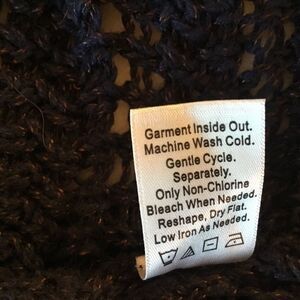 Garment Inside Out.
Machine Wash Cold.
Gentle Cycle.
Separately.
Only Non-Chlorine
Bleach When Needed.
Reshape, Dry Flat.
Low Iron As Needed.